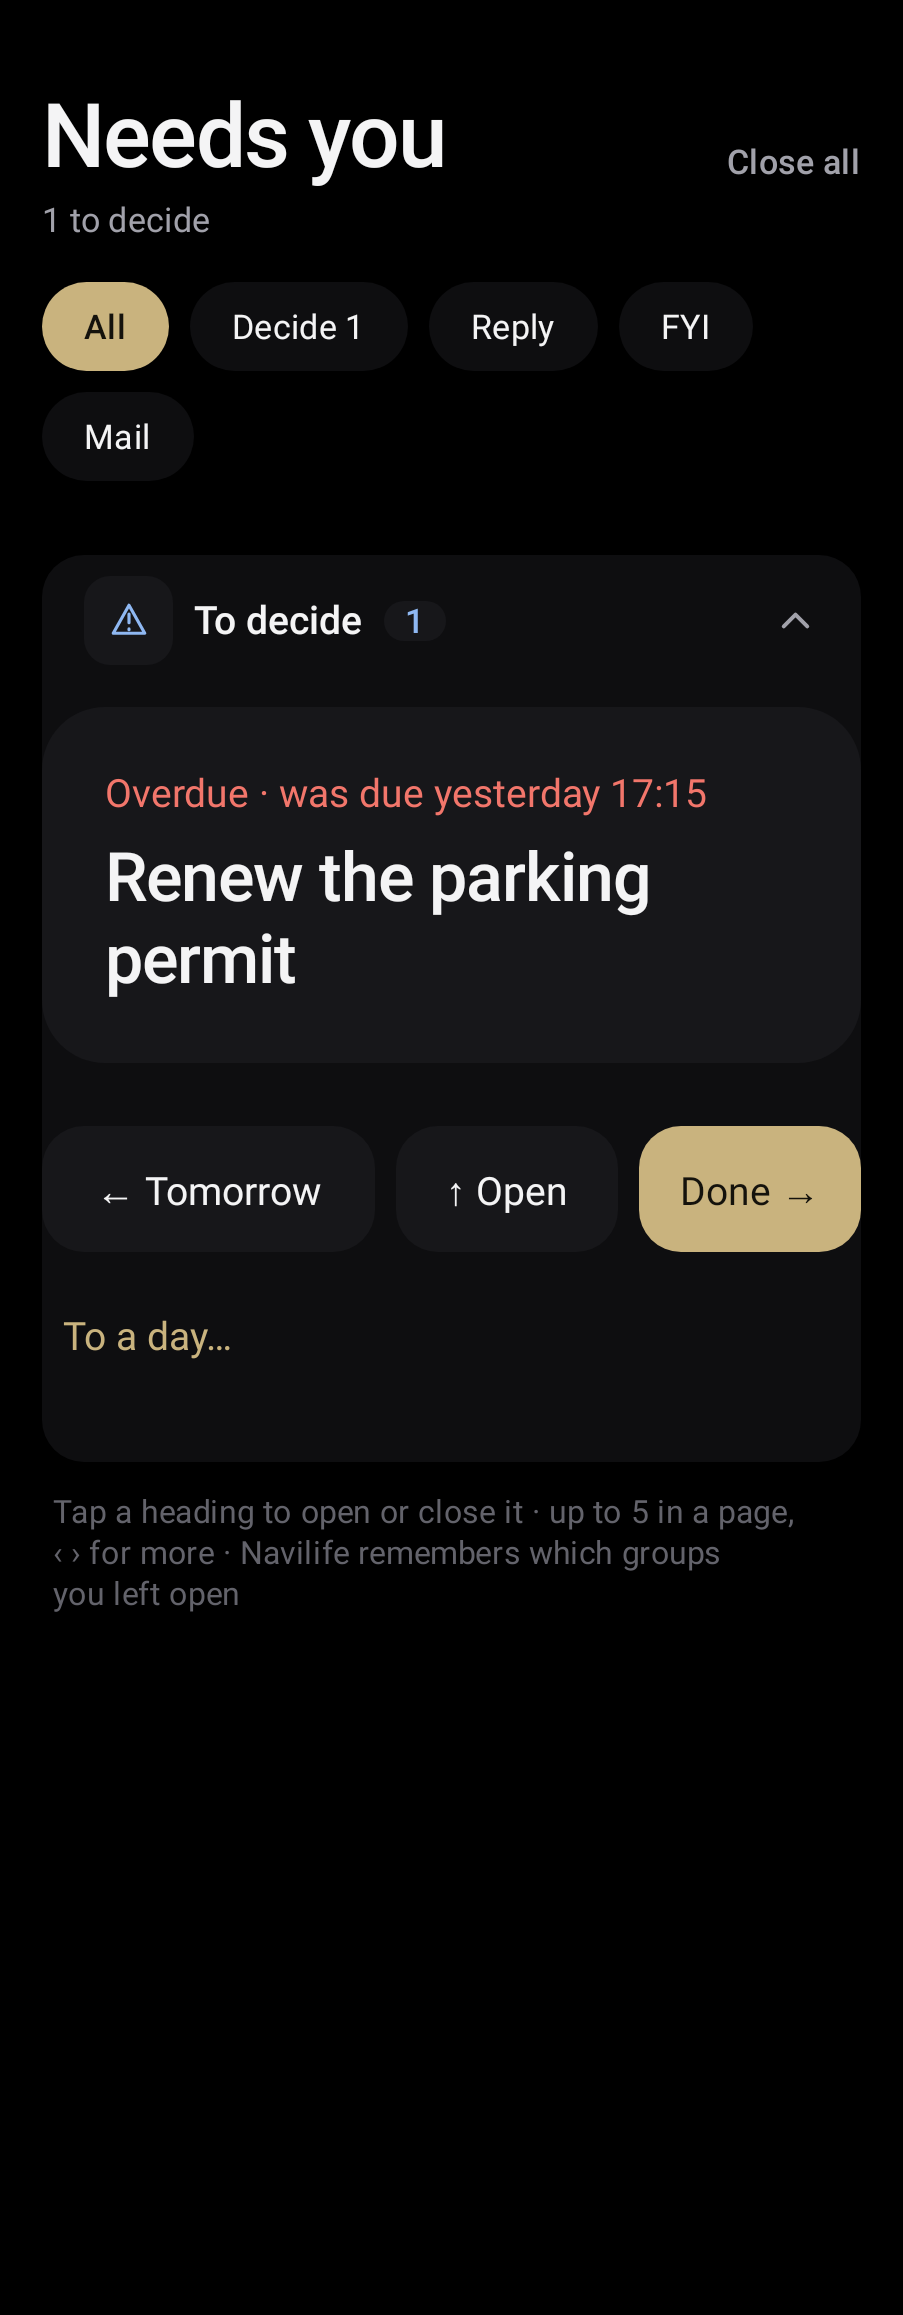 Needs you
Close all
1 to decide
All
Decide 1
Reply
FYI
Mail
To decide 1
Overdue · was due yesterday 17:15
Renew the parking
permit
← Tomorrow
↑ Open
Done →
To a day…
Tap a heading to open or close it · up to 5 in a page,
‹ › for more · Navilife remembers which groups
you left open